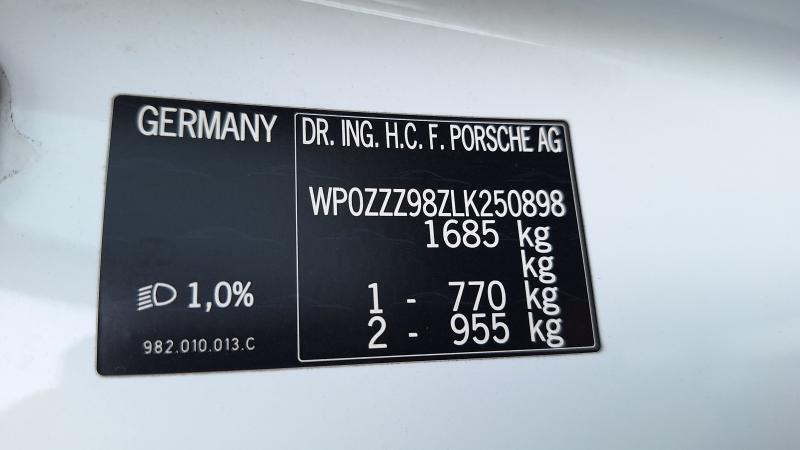 GERMANY
DR. ING. H.C. F. PORSCHE AG
WP0ZZZ98ZLK250898
1685 kg
kg
1 - 770 kg
2 - 955 kg
1,0%
982.010.013.C